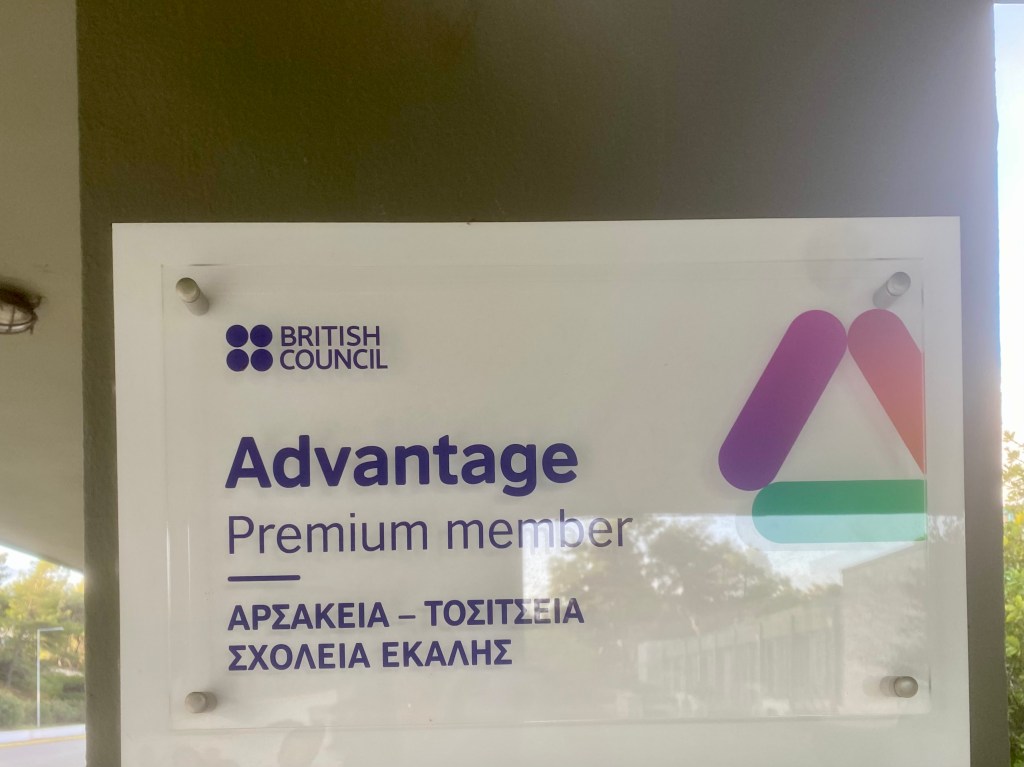 BRITISH
COUNCIL
Advantage
Premium member
ΑΡΣΑΚΕΙΑ – ΤΟΣΙΤΣΕΙΑ
ΣΧΟΛΕΙΑ ΕΚΑΛΗΣ